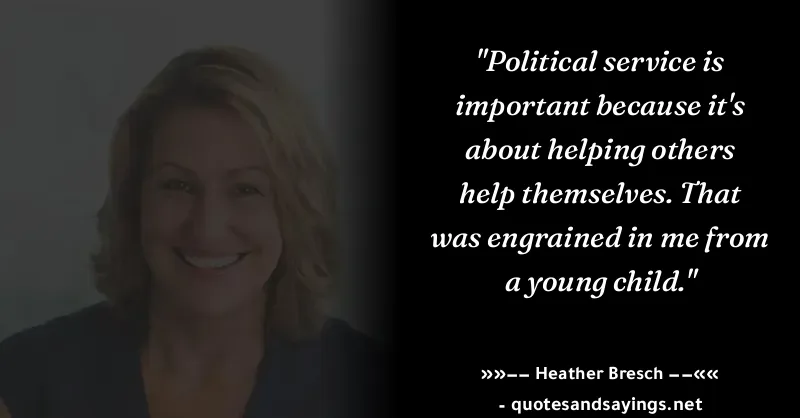 "Political service is
important because it's
about helping others
help themselves. That
was engrained in me from
a young child."
»»−− Heather Bresch −−««
- quotesandsayings.net